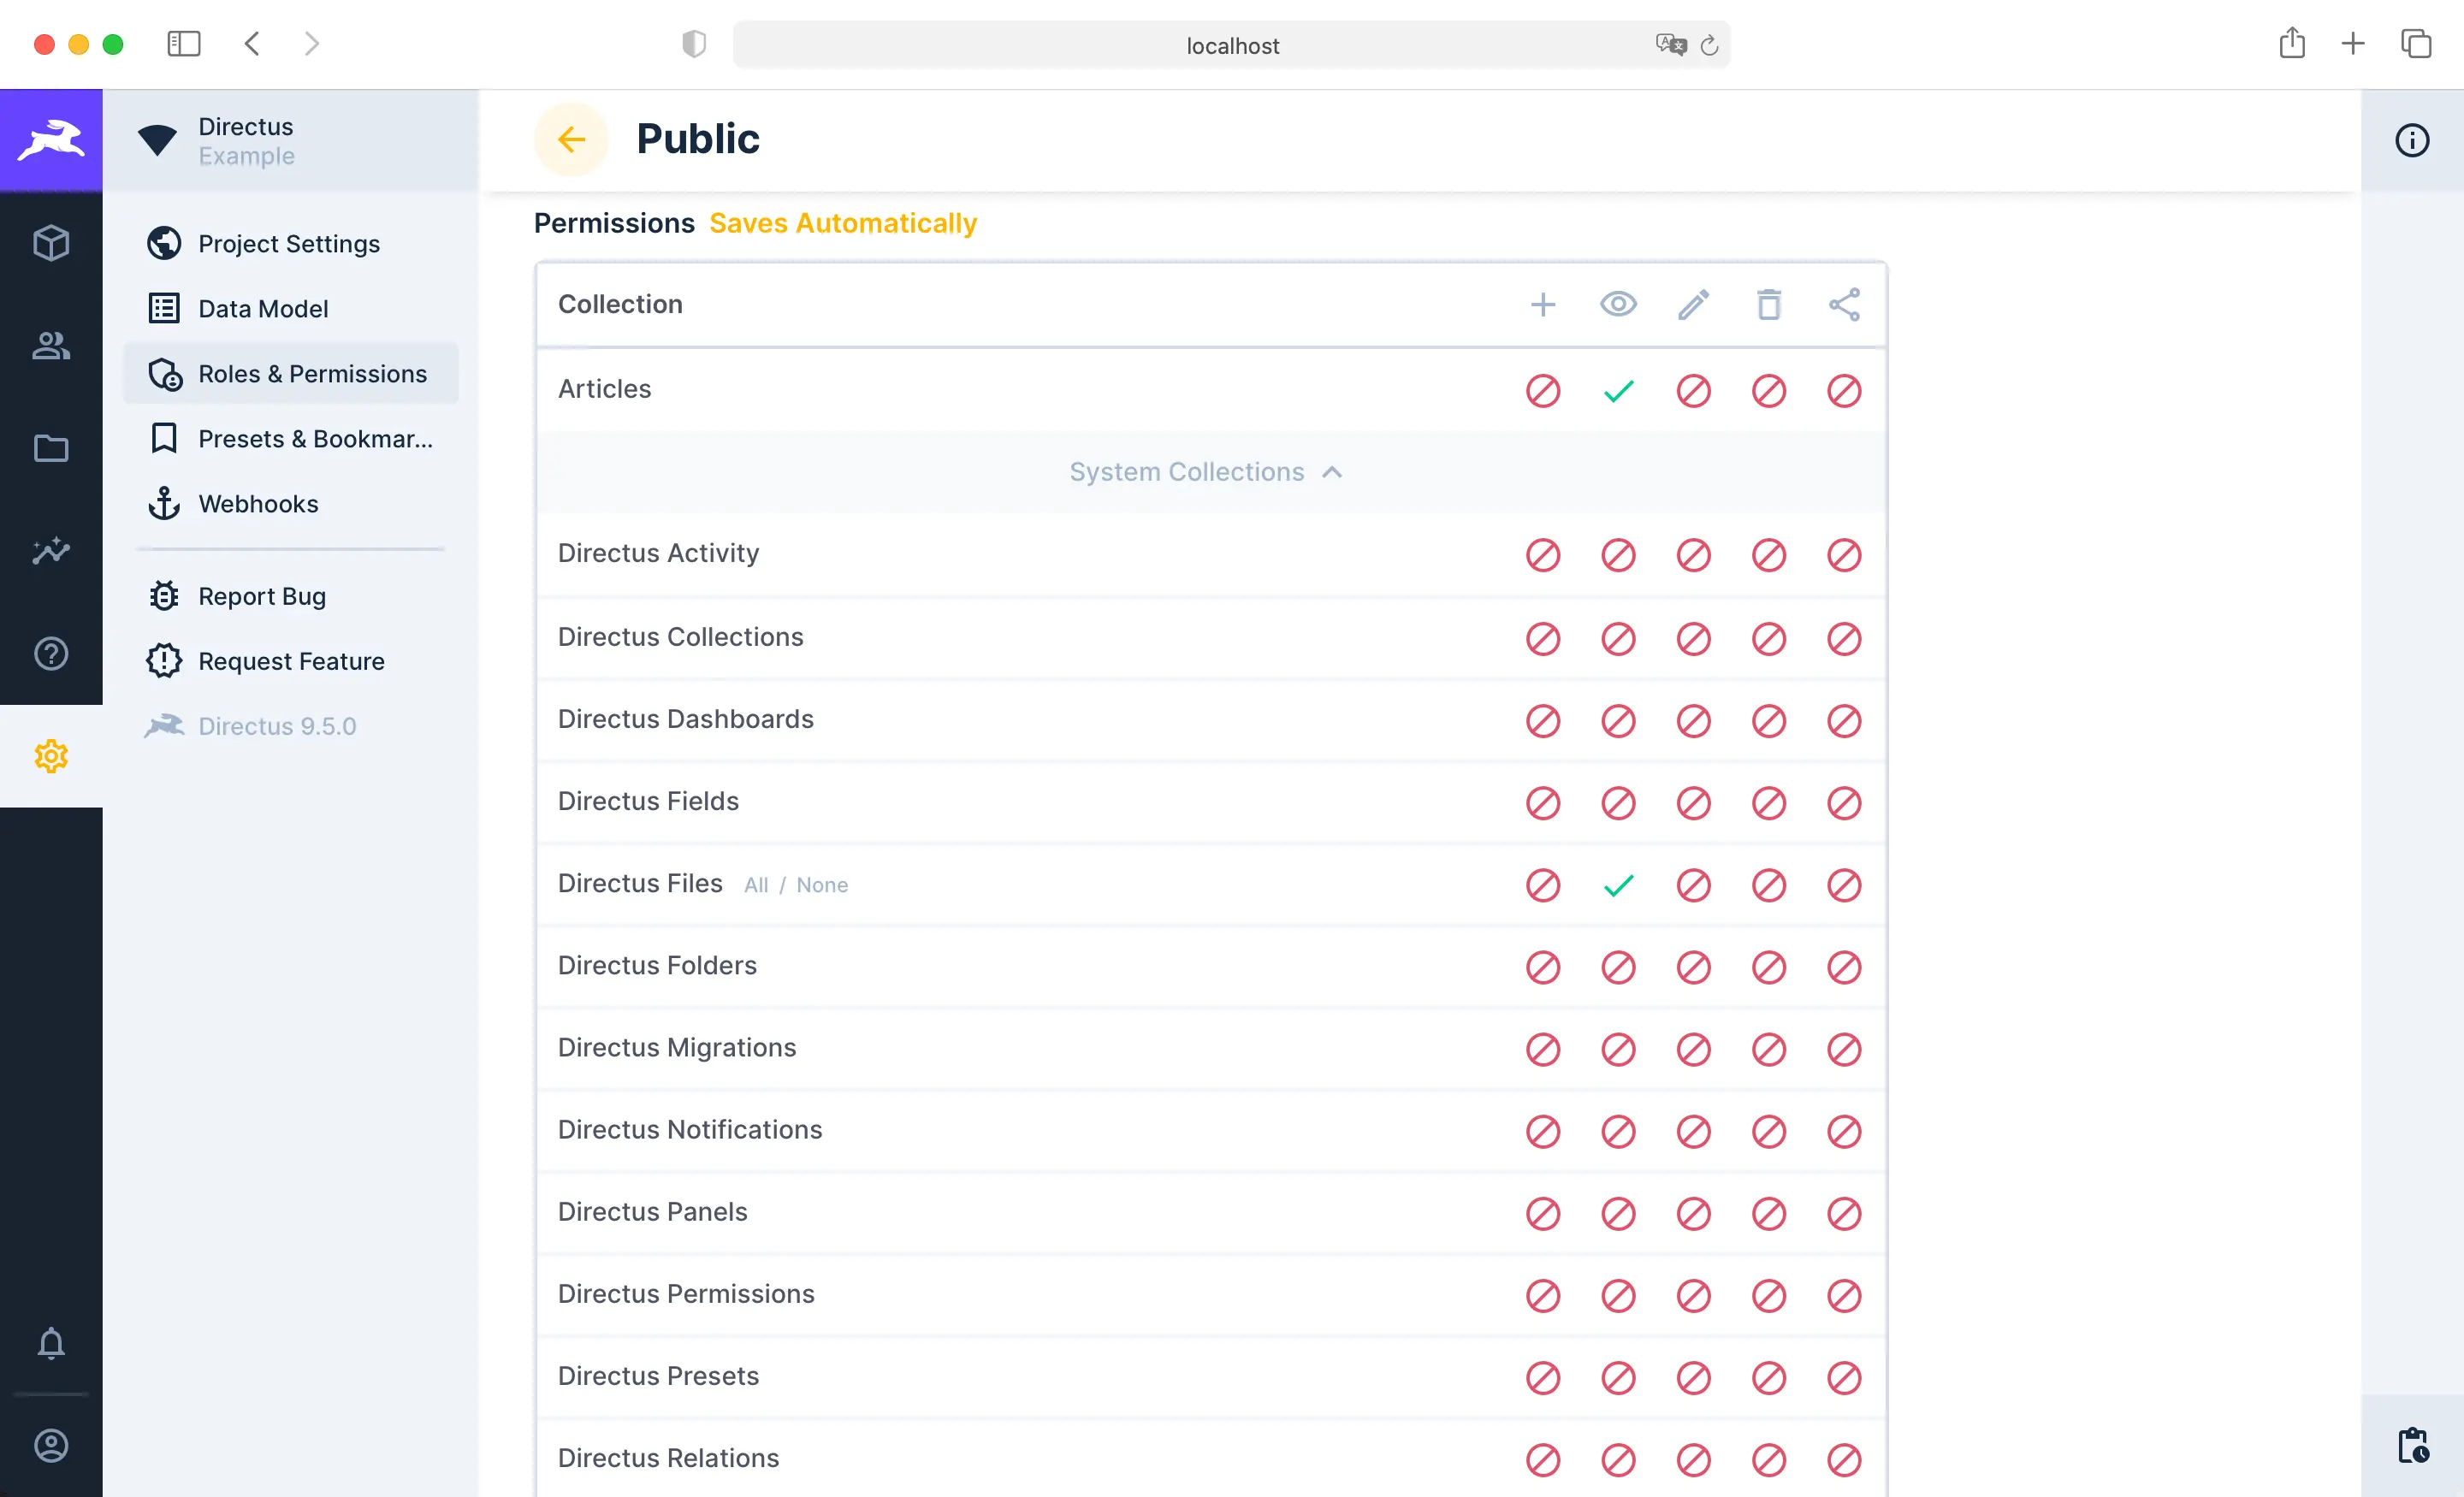 localhost
Directus
Example
Project Settings
Data Model
Roles & Permissions
Presets & Bookmar...
Webhooks
Report Bug
Request Feature
Directus 9.5.0
Public
Permissions Saves Automatically
Collection
Articles
System Collections
Directus Activity
Directus Collections
Directus Dashboards
Directus Fields
Directus Files All / None
Directus Folders
Directus Migrations
Directus Notifications
Directus Panels
Directus Permissions
Directus Presets
Directus Relations